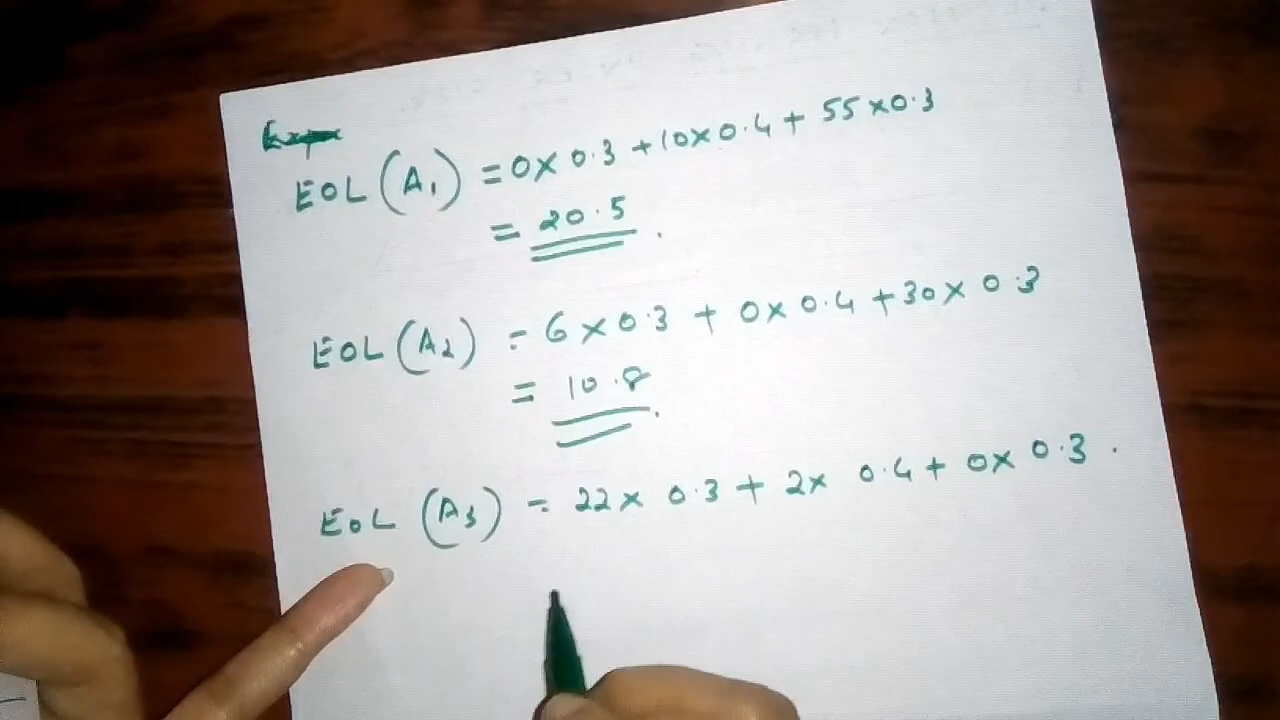 EOL (A1) = 0 x 0.3 + 10 x 0.4 + 55 x 0.3
= 20.5.
EOL (A2) = 6 x 0.3 + 0 x 0.4 + 30 x 0.3
= 10.8.
EOL (A3) = 22 x 0.3 + 2 x 0.4 + 0 x 0.3.